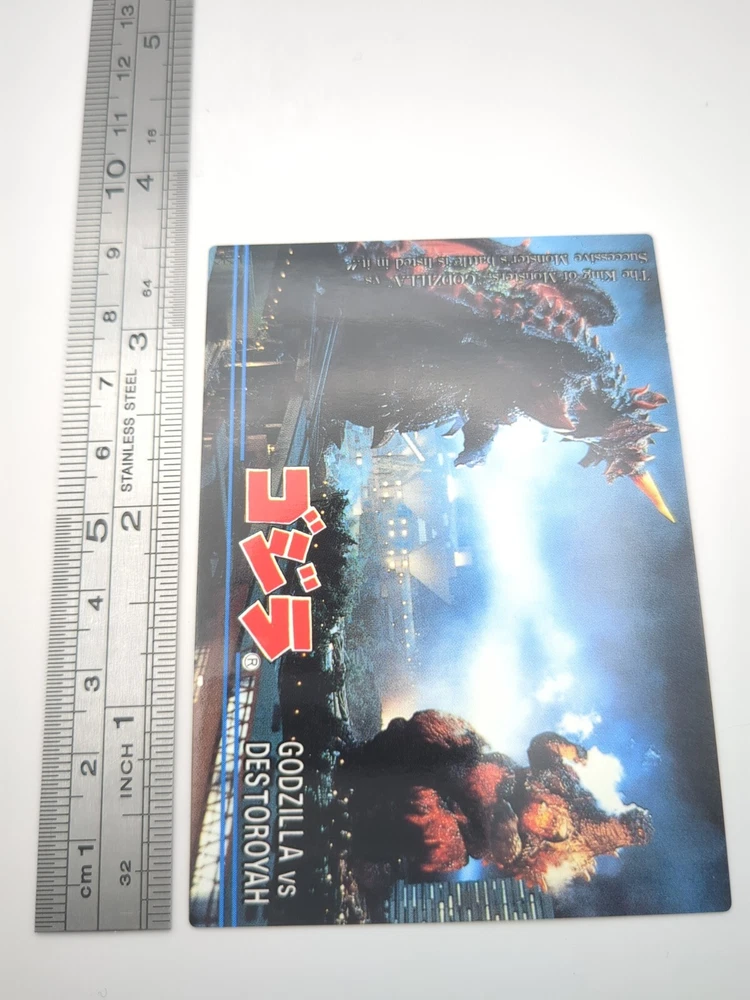 The King of Monsters, GODZILLA vs
Successive Monster's battle is listed in it.
ゴジラ
®
GODZILLA vs
DESTOROYAH
cm 1 2 3 4 5 6 7 8 9 10 11 12 13
32 INCH 1 2 STAINLESS STEEL 3 64 4 16 5